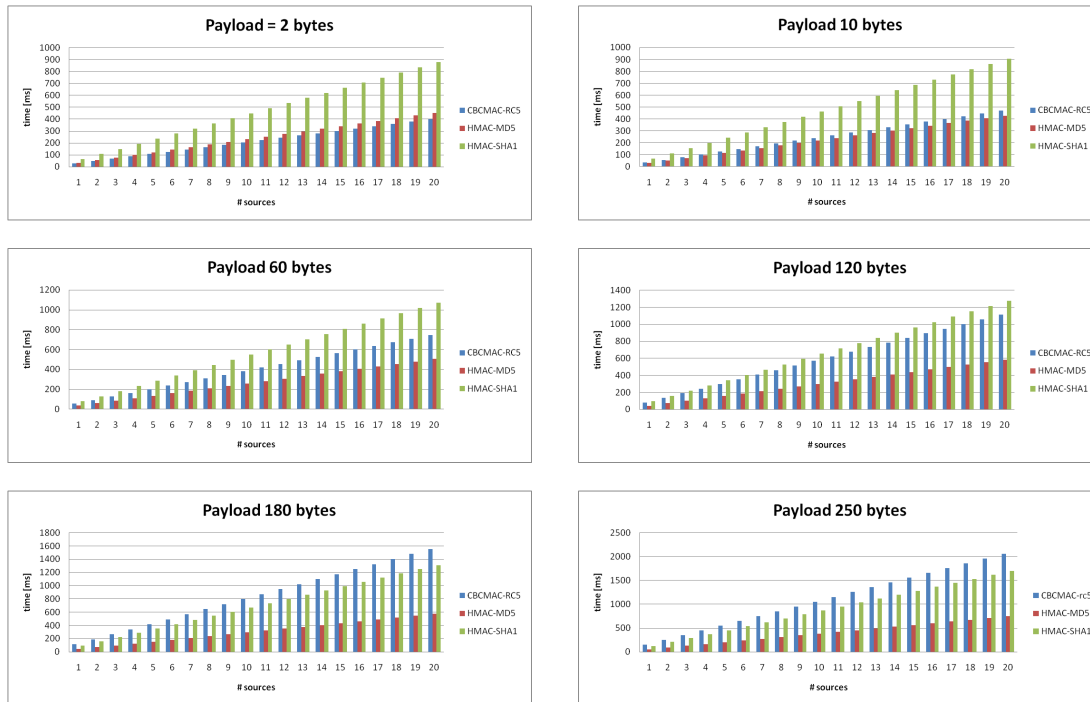 Payload = 2 bytes
time [ms]
1000
900
800
700
600
500
400
300
200
100
0
1 2 3 4 5 6 7 8 9 10 11 12 13 14 15 16 17 18 19 20
# sources
CBCMAC-RC5
HMAC-MD5
HMAC-SHA1
Payload 10 bytes
time [ms]
1000
900
800
700
600
500
400
300
200
100
0
1 2 3 4 5 6 7 8 9 10 11 12 13 14 15 16 17 18 19 20
# sources
CBCMAC-RC5
HMAC-MD5
HMAC-SHA1
Payload 60 bytes
time [ms]
1200
1000
800
600
400
200
0
1 2 3 4 5 6 7 8 9 10 11 12 13 14 15 16 17 18 19 20
# sources
CBCMAC-RC5
HMAC-MD5
HMAC-SHA1
Payload 120 bytes
time [ms]
1400
1200
1000
800
600
400
200
0
1 2 3 4 5 6 7 8 9 10 11 12 13 14 15 16 17 18 19 20
# sources
CBCMAC-RC5
HMAC-MD5
HMAC-SHA1
Payload 180 bytes
time [ms]
1800
1600
1400
1200
1000
800
600
400
200
0
1 2 3 4 5 6 7 8 9 10 11 12 13 14 15 16 17 18 19 20
# sources
CBCMAC-RC5
HMAC-MD5
HMAC-SHA1
Payload 250 bytes
time [ms]
2500
2000
1500
1000
500
0
1 2 3 4 5 6 7 8 9 10 11 12 13 14 15 16 17 18 19 20
# sources
CBCMAC-rc5
HMAC-MD5
HMAC-SHA1